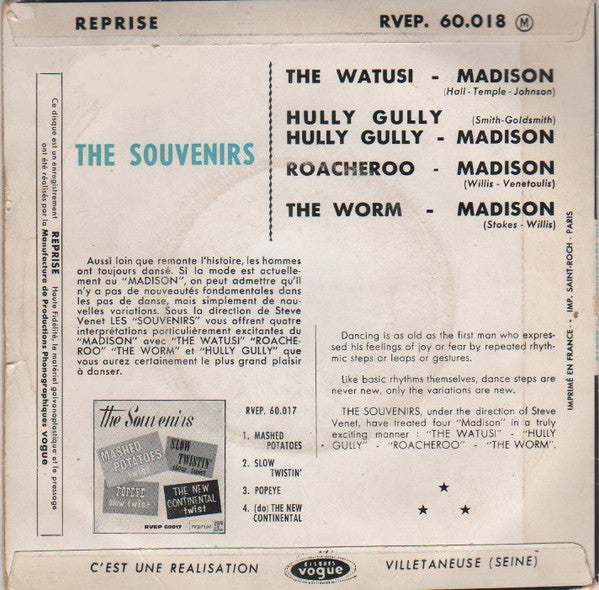 REPRISE
RVEP. 60.018 M
THE WATUSI - MADISON
(Hall - Temple - Johnson)
HULLY GULLY (Smith-Goldsmith)
HULLY GULLY - MADISON
ROACHEROO - MADISON
(Willis - Venetoulis)
THE WORM - MADISON
(Stokes - Willis)
THE SOUVENIRS
Ce disque est un enregistrement REPRISE Haute Fidélité, le matériel galvanoplastique et le pressage
ont été réalisés par la Manufacture de Productions Phonographiques VOGUE
Aussi loin que remonte l'histoire, les hommes
ont toujours dansé. Si la mode est actuelle-
ment au "MADISON", on peut admettre qu'il
n'y a pas de nouveautés fondamentales dans
les pas de danse, mais simplement de nou-
velles variations. Sous la direction de Steve
Venet LES "SOUVENIRS" vous offrent quatre
interprétations particulièrement excitantes du
"MADISON" avec "THE WATUSI" "ROACHE-
ROO" "THE WORM" et "HULLY GULLY" que
vous aurez certainement le plus grand plaisir
à danser.
Dancing is as old as the first man who expres-
sed his feelings of joy or fear by repeated rhyth-
mic steps or leaps or gestures.
Like basic rhythms themselves, dance steps are
never new, only the variations are new.
THE SOUVENIRS, under the direction of Steve
Venet, have treated four "Madison" in a truly
exciting manner : "THE WATUSI" - "HULLY
GULLY" - "ROACHEROO" - "THE WORM".
IMPRIMÉ EN FRANCE - IMP. SAINT-ROCH - PARIS
the Souvenirs
MASHED
POTATOES
twist
SLOW
TWISTIN'
slow twist
POPEYE
slow twist
THE NEW
CONTINENTAL
twist
RVEP 60017
reprise
RVEP. 60.017
1. MASHED
POTATOES
2. SLOW
TWISTIN'
3. POPEYE
4. (do) THE NEW
CONTINENTAL
C'EST UNE REALISATION
DISQUES
vogue
VILLETANEUSE (SEINE)